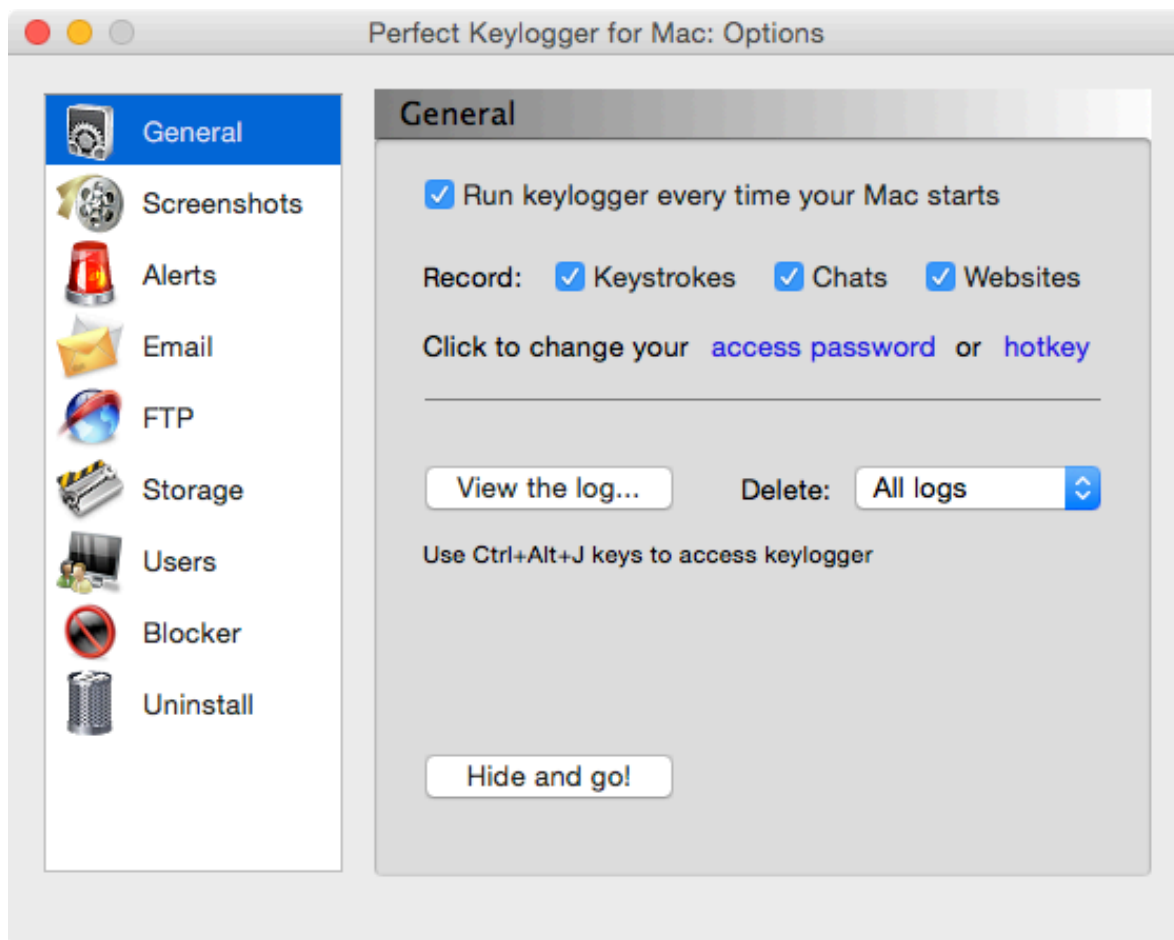 Perfect Keylogger for Mac: Options
General
Screenshots
Alerts
Email
FTP
Storage
Users
Blocker
Uninstall
General
Run keylogger every time your Mac starts
Record: Keystrokes Chats Websites
Click to change your access password or hotkey
View the log... Delete: All logs
Use Ctrl+Alt+J keys to access keylogger
Hide and go!